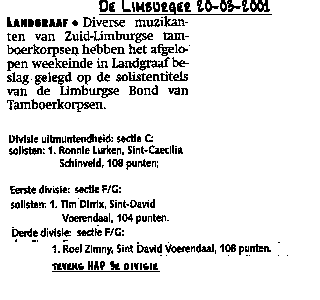 DE LIMBURGER 20-03-2001
LANDGRAAF • Diverse muzikan-
ten van Zuid-Limburgse tam-
boerkorpsen hebben het afgelo-
pen weekeinde in Landgraaf be-
slag gelegd op de solistentitels
van de Limburgse Bond van
Tamboerkorpsen.
Divisie uitmuntendheid: sectie C:
solisten: 1. Ronnie Lurken, Sint-Caecilia
Schinveld, 108 punten;
Eerste divisie: sectie F/G:
solisten: 1. Tim Dirrix, Sint-David
Voerendaal, 104 punten.
Derde divisie: sectie F/G:
1. Roel Zimny, Sint David Voerendaal, 106 punten.
TEVENS HAP 3e DIVISIE